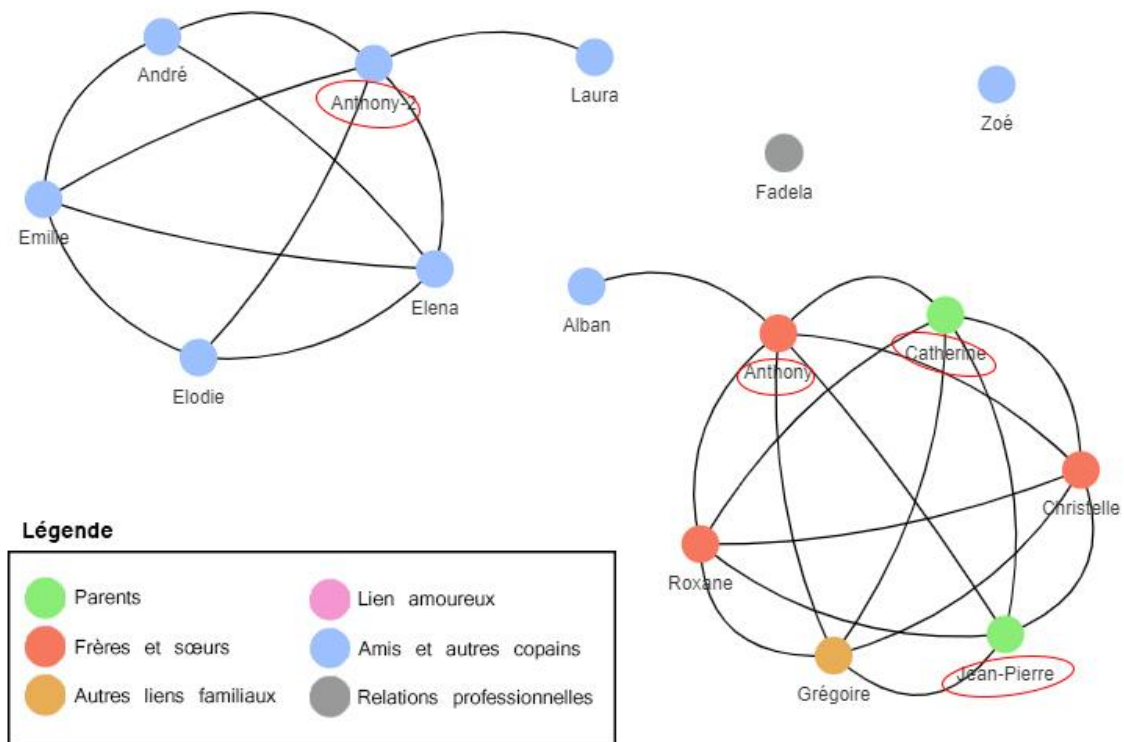 André
Anthony-2
Laura
Zoé
Fadela
Emilie
Elena
Alban
Elodie
Anthony
Catherine
Christelle
Roxane
Grégoire
Jean-Pierre
Légende
Parents
Lien amoureux
Frères et sœurs
Amis et autres copains
Autres liens familiaux
Relations professionnelles